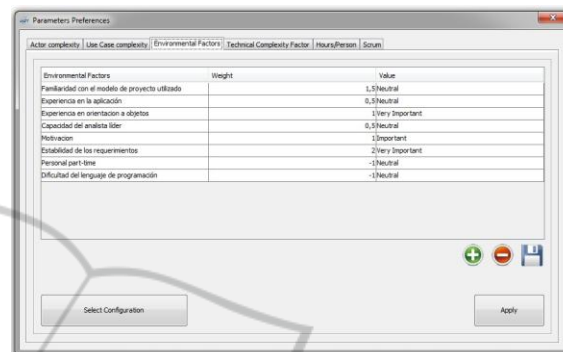 Parameters Preferences
Actor complexity Use Case complexity Environmental Factors Technical Complexity Factor Hours/Person Scrum
Environmental Factors Weight Value
Familiaridad con el modelo de proyecto utilizado 1,5 Neutral
Experiencia en la aplicación 0,5 Neutral
Experiencia en orientacion a objetos 1 Very Important
Capacidad del analista líder 0,5 Neutral
Motivacion 1 Important
Estabilidad de los requerimientos 2 Very Important
Personal part-time -1 Neutral
Dificultad del lenguaje de programación -1 Neutral
Select Configuration Apply